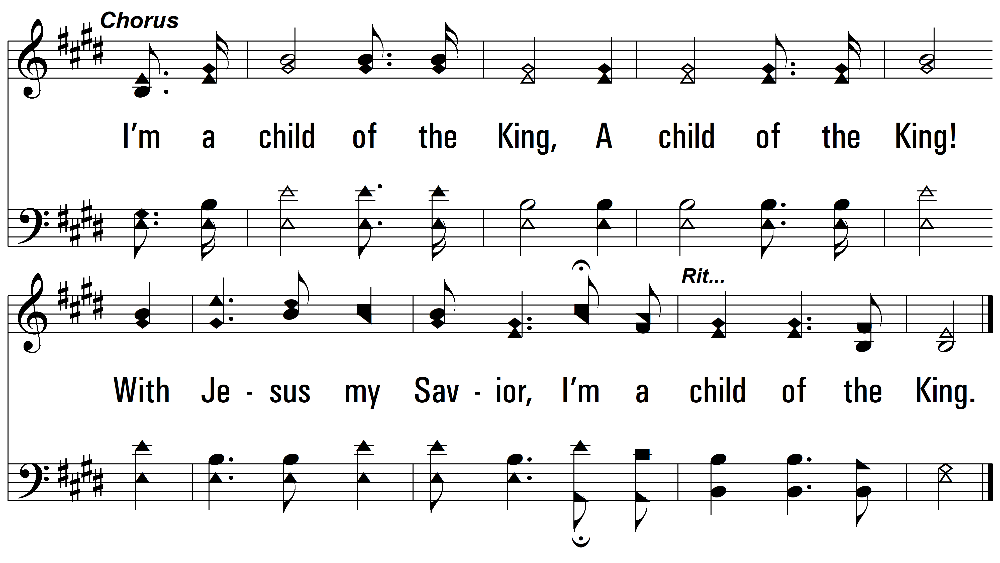 Chorus
I’m a child of the King, A child of the King!
Rit...
With Je - sus my Sav - ior, I’m a child of the King.